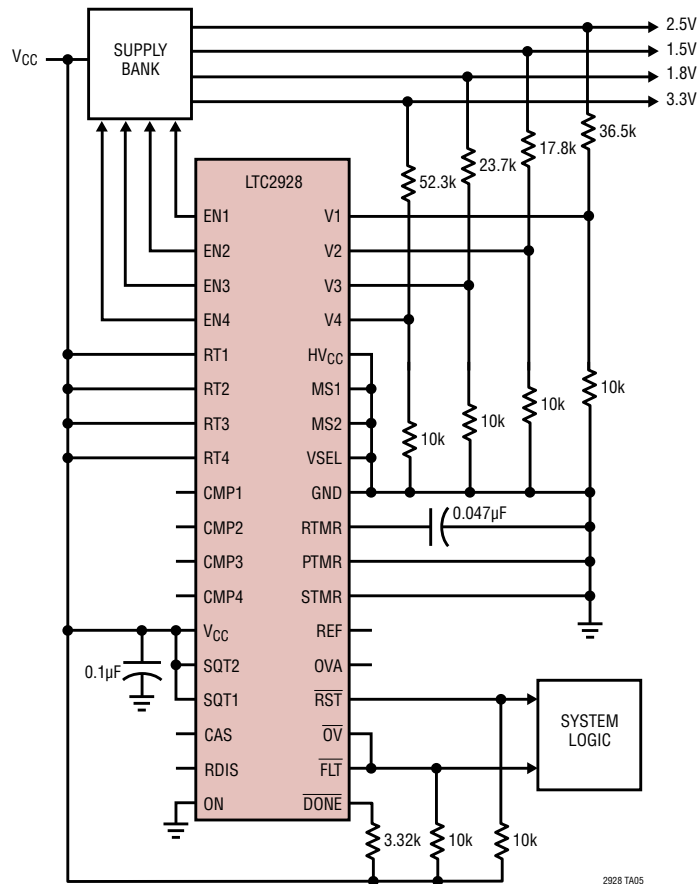 2.5V
VCC
SUPPLY
BANK
1.5V
1.8V
3.3V
36.5k
17.8k
23.7k
52.3k
LTC2928
EN1
V1
EN2
V2
EN3
V3
EN4
V4
RT1
HVCC
RT2
MS1
10k
RT3
MS2
10k
10k
RT4
VSEL
10k
CMP1
GND
CMP2
RTMR
0.047µF
CMP3
PTMR
CMP4
STMR
VCC
REF
0.1µF
SQT2
OVA
SQT1
RST
CAS
OV
SYSTEM
LOGIC
RDIS
FLT
ON
DONE
3.32k
10k
10k
2928 TA05